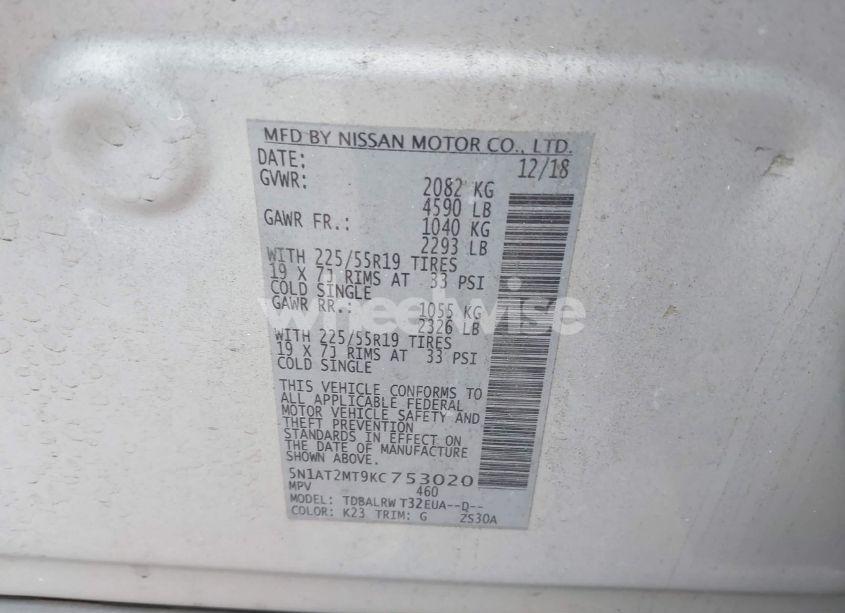 MFD BY NISSAN MOTOR CO., LTD.
DATE: 12/18
GVWR: 2082 KG
4590 LB
GAWR FR.: 1040 KG
2293 LB
WITH 225/55R19 TIRES
19 X 7J RIMS AT 33 PSI
COLD SINGLE
GAWR RR.: 1055 KG
2326 LB
WITH 225/55R19 TIRES
19 X 7J RIMS AT 33 PSI
COLD SINGLE
THIS VEHICLE CONFORMS TO
ALL APPLICABLE FEDERAL
MOTOR VEHICLE SAFETY AND
THEFT PREVENTION
STANDARDS IN EFFECT ON
THE DATE OF MANUFACTURE
SHOWN ABOVE.
5N1AT2MT9KC753020
MPV 460
MODEL: TDBALRW T32EUA--D--
COLOR: K23 TRIM: G ZS30A
wheelwise